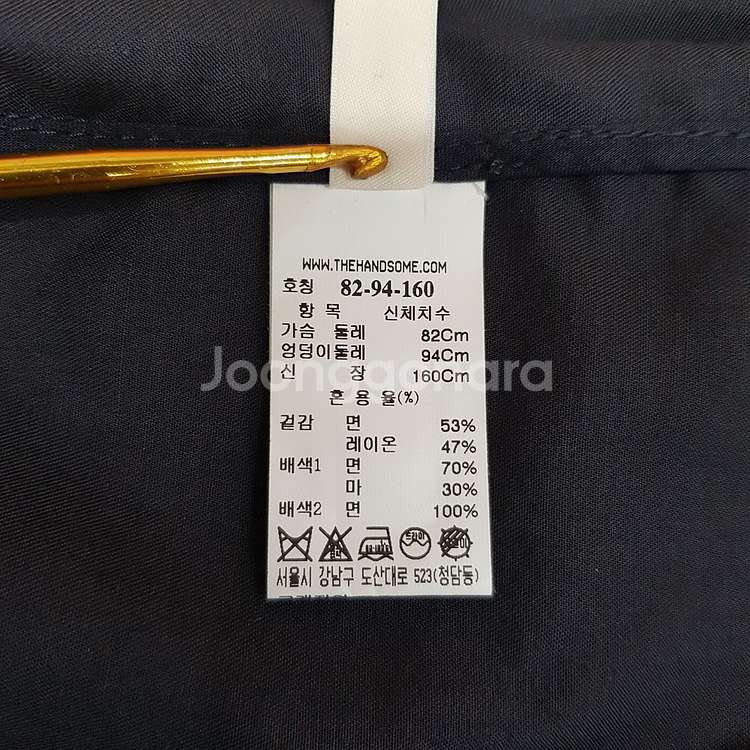 WWW.THEHANDSOME.COM
호칭 82-94-160
항 목 신체치수
가슴 둘레 82Cm
엉덩이둘레 94Cm
신 장 160Cm
Joonggonara
혼 용 율(%)
겉감 면 53%
레이온 47%
배색1 면 70%
마 30%
배색2 면 100%
서울시 강남구 도산대로 523(청담동)